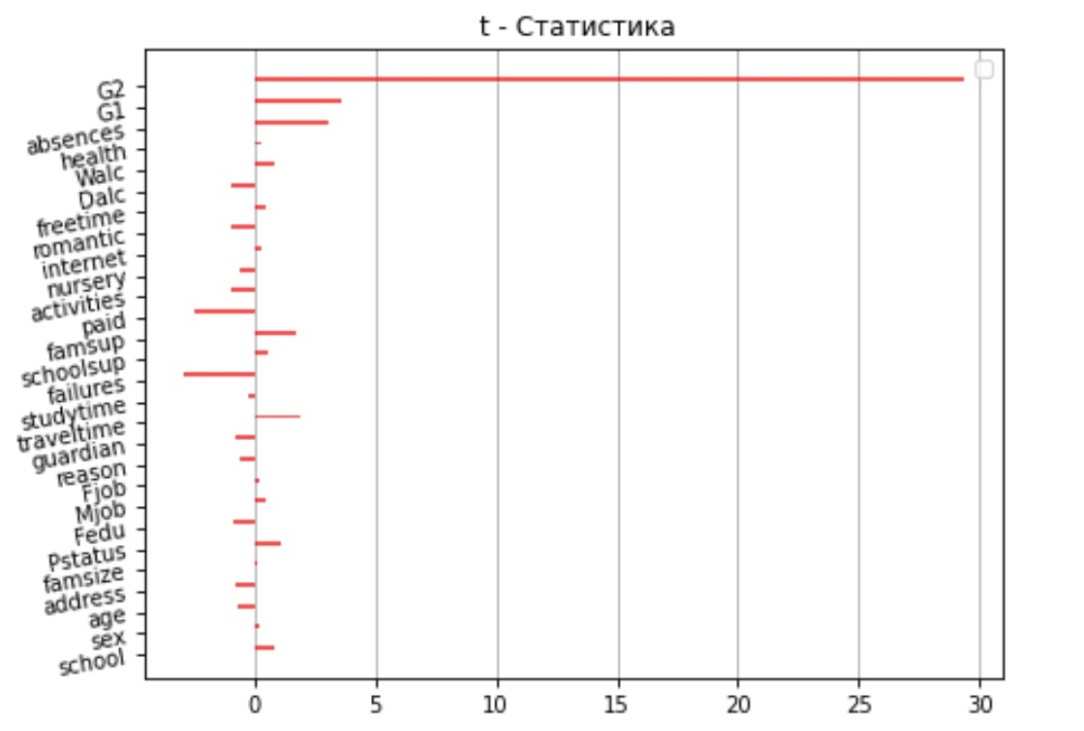 t - Статистика
G2
G1
absences
health
Walc
Dalc
freetime
romantic
internet
nursery
activities
paid
famsup
schoolsup
failures
studytime
traveltime
guardian
reason
Fjob
Mjob
Fedu
Pstatus
famsize
address
age
sex
school
0 5 10 15 20 25 30